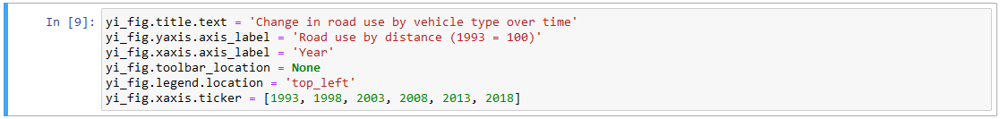 In [9]: yi_fig.title.text = 'Change in road use by vehicle type over time'
yi_fig.yaxis.axis_label = 'Road use by distance (1993 = 100)'
yi_fig.xaxis.axis_label = 'Year'
yi_fig.toolbar_location = None
yi_fig.legend.location = 'top_left'
yi_fig.xaxis.ticker = [1993, 1998, 2003, 2008, 2013, 2018]